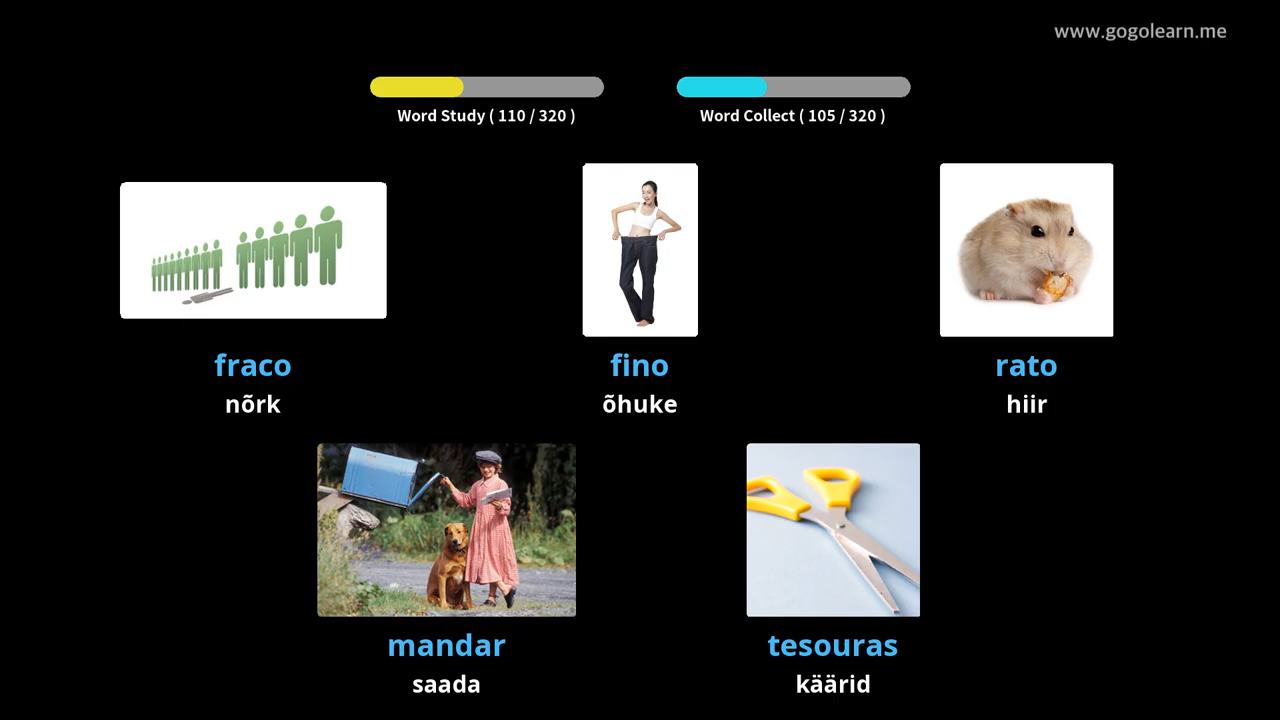 www.gogolearn.me
Word Study ( 110 / 320 )
Word Collect ( 105 / 320 )
fraco
nõrk
fino
õhuke
rato
hiir
mandar
saada
tesouras
käärid